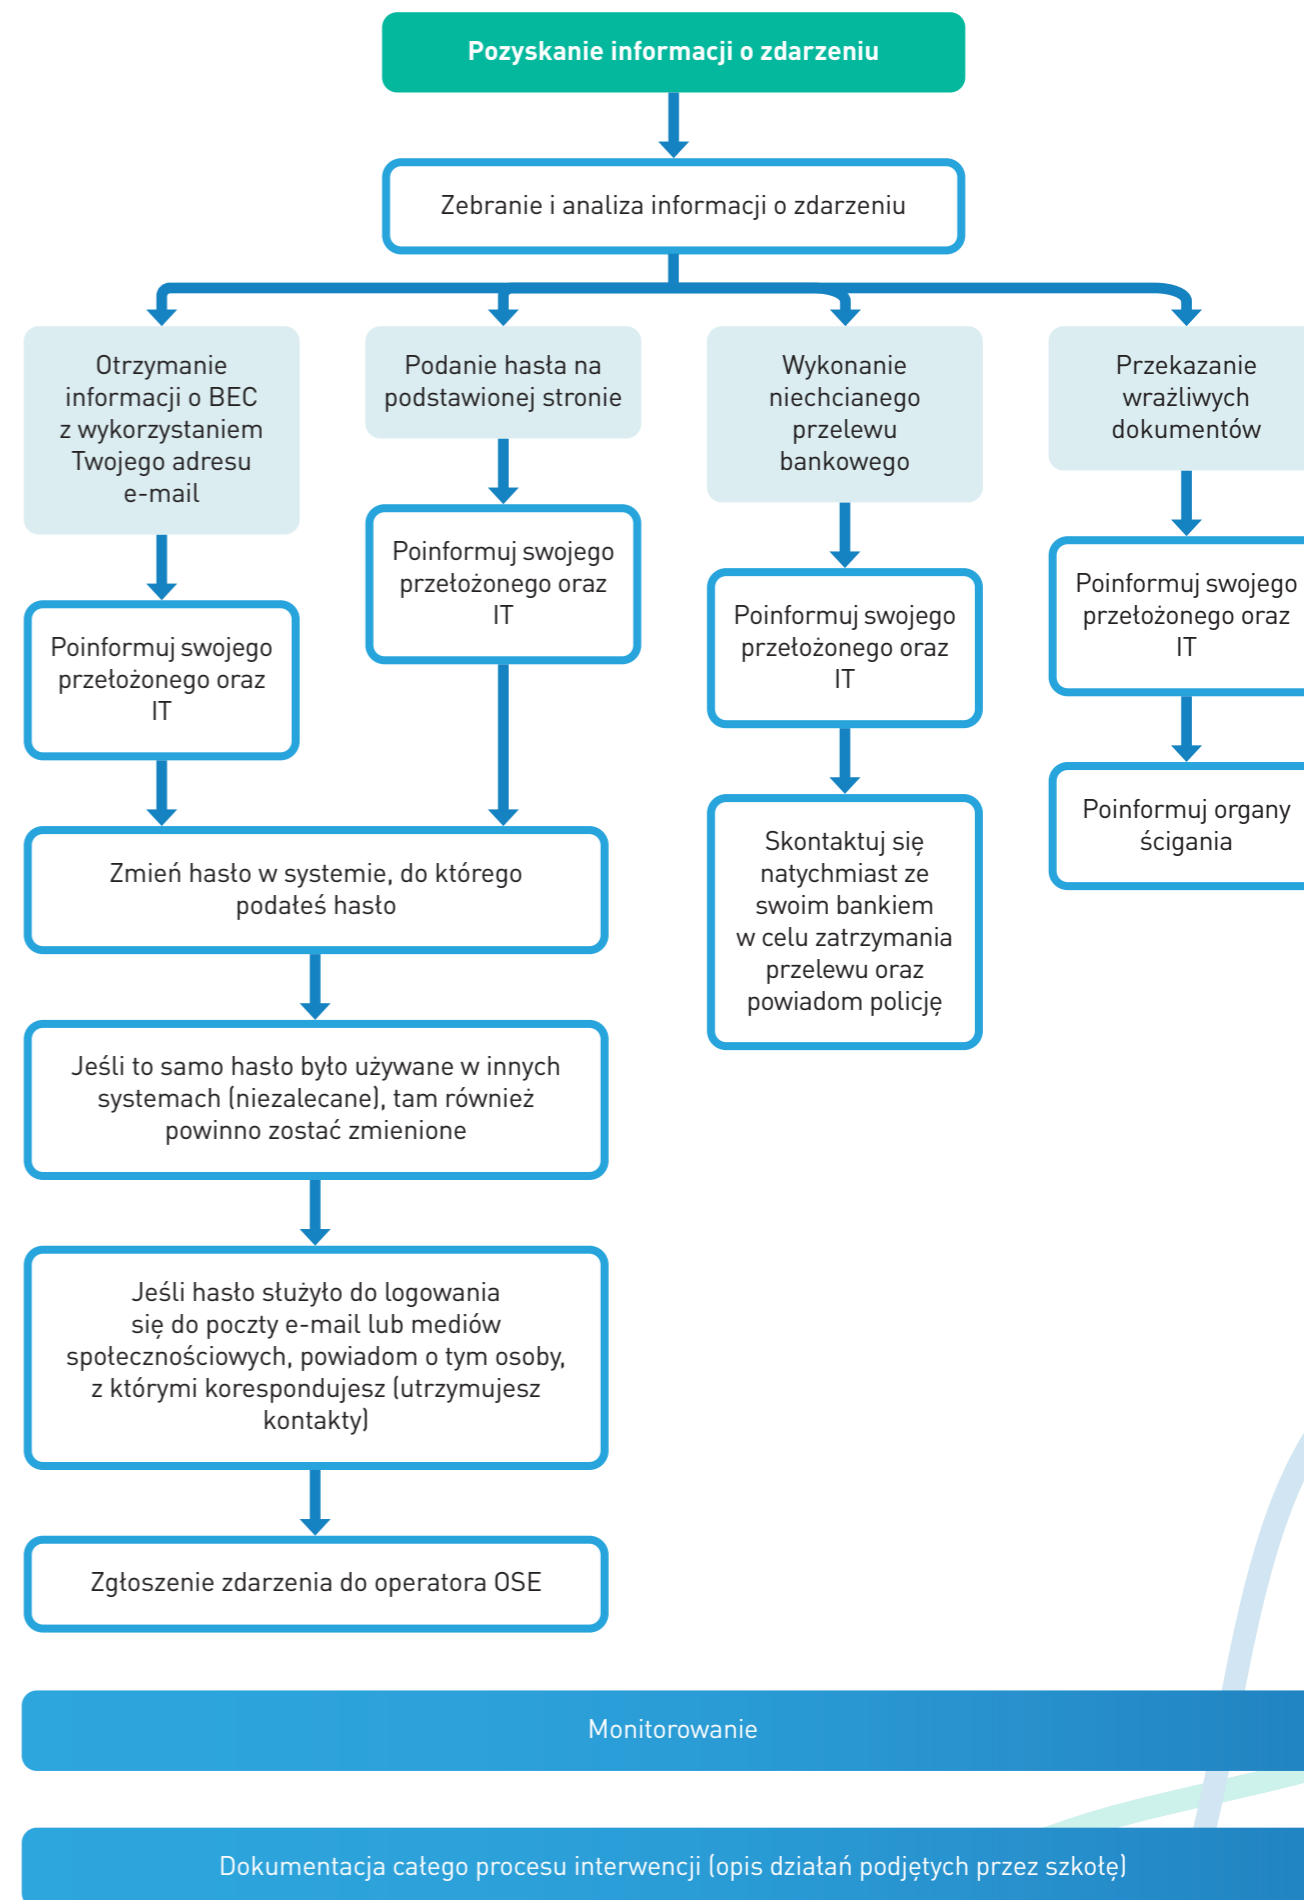 Pozyskanie informacji o zdarzeniu
Zebranie i analiza informacji o zdarzeniu
Otrzymanie
informacji o BEC
z wykorzystaniem
Twojego adresu
e-mail
Poinformuj swojego
przełożonego oraz
IT
Podanie hasła na
podstawionej stronie
Poinformuj swojego
przełożonego oraz
IT
Zmień hasło w systemie, do którego
podałeś hasło
Jeśli to samo hasło było używane w innych
systemach (niezalecane), tam również
powinno zostać zmienione
Jeśli hasło służyło do logowania
się do poczty e-mail lub mediów
społecznościowych, powiadom o tym osoby,
z którymi korespondujesz (utrzymujesz
kontakty)
Zgłoszenie zdarzenia do operatora OSE
Wykonanie
niechcianego
przelewu
bankowego
Poinformuj swojego
przełożonego oraz
IT
Skontaktuj się
natychmiast ze
swoim bankiem
w celu zatrzymania
przelewu oraz
powiadom policję
Przekazanie
wrażliwych
dokumentów
Poinformuj swojego
przełożonego oraz
IT
Poinformuj organy
ścigania
Monitorowanie
Dokumentacja całego procesu interwencji (opis działań podjętych przez szkołę)